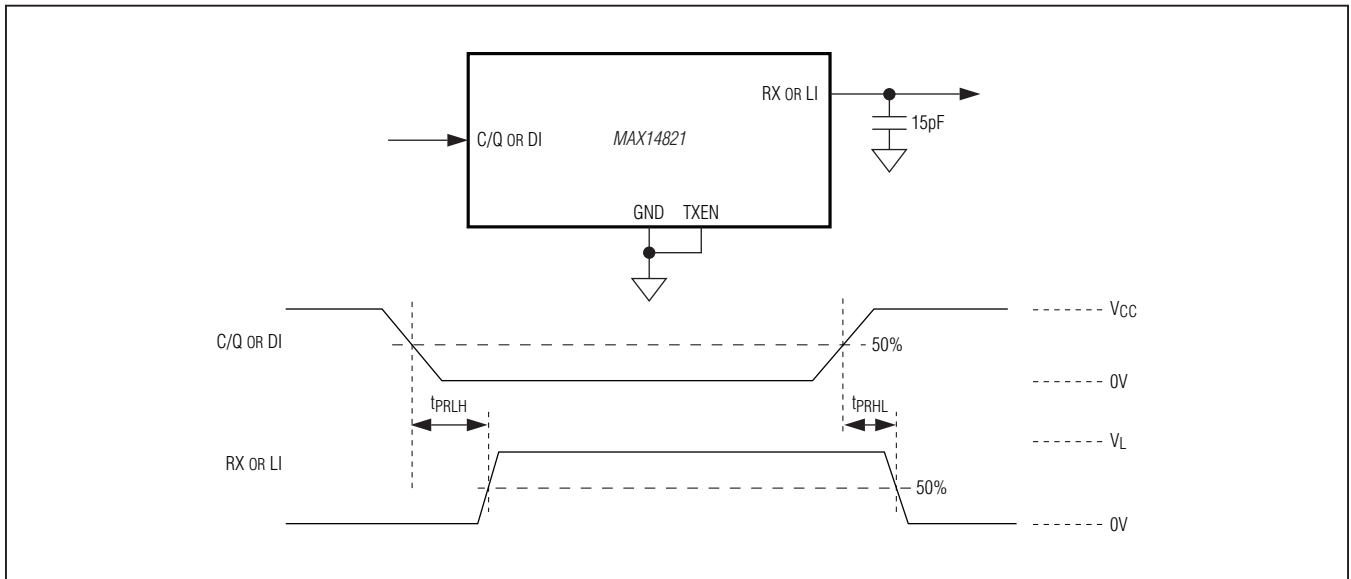 RX OR LI
15pF
C/Q OR DI
MAX14821
GND TXEN
VCC
C/Q OR DI
50%
0V
tPRLH
tPRHL
VL
RX OR LI
50%
0V